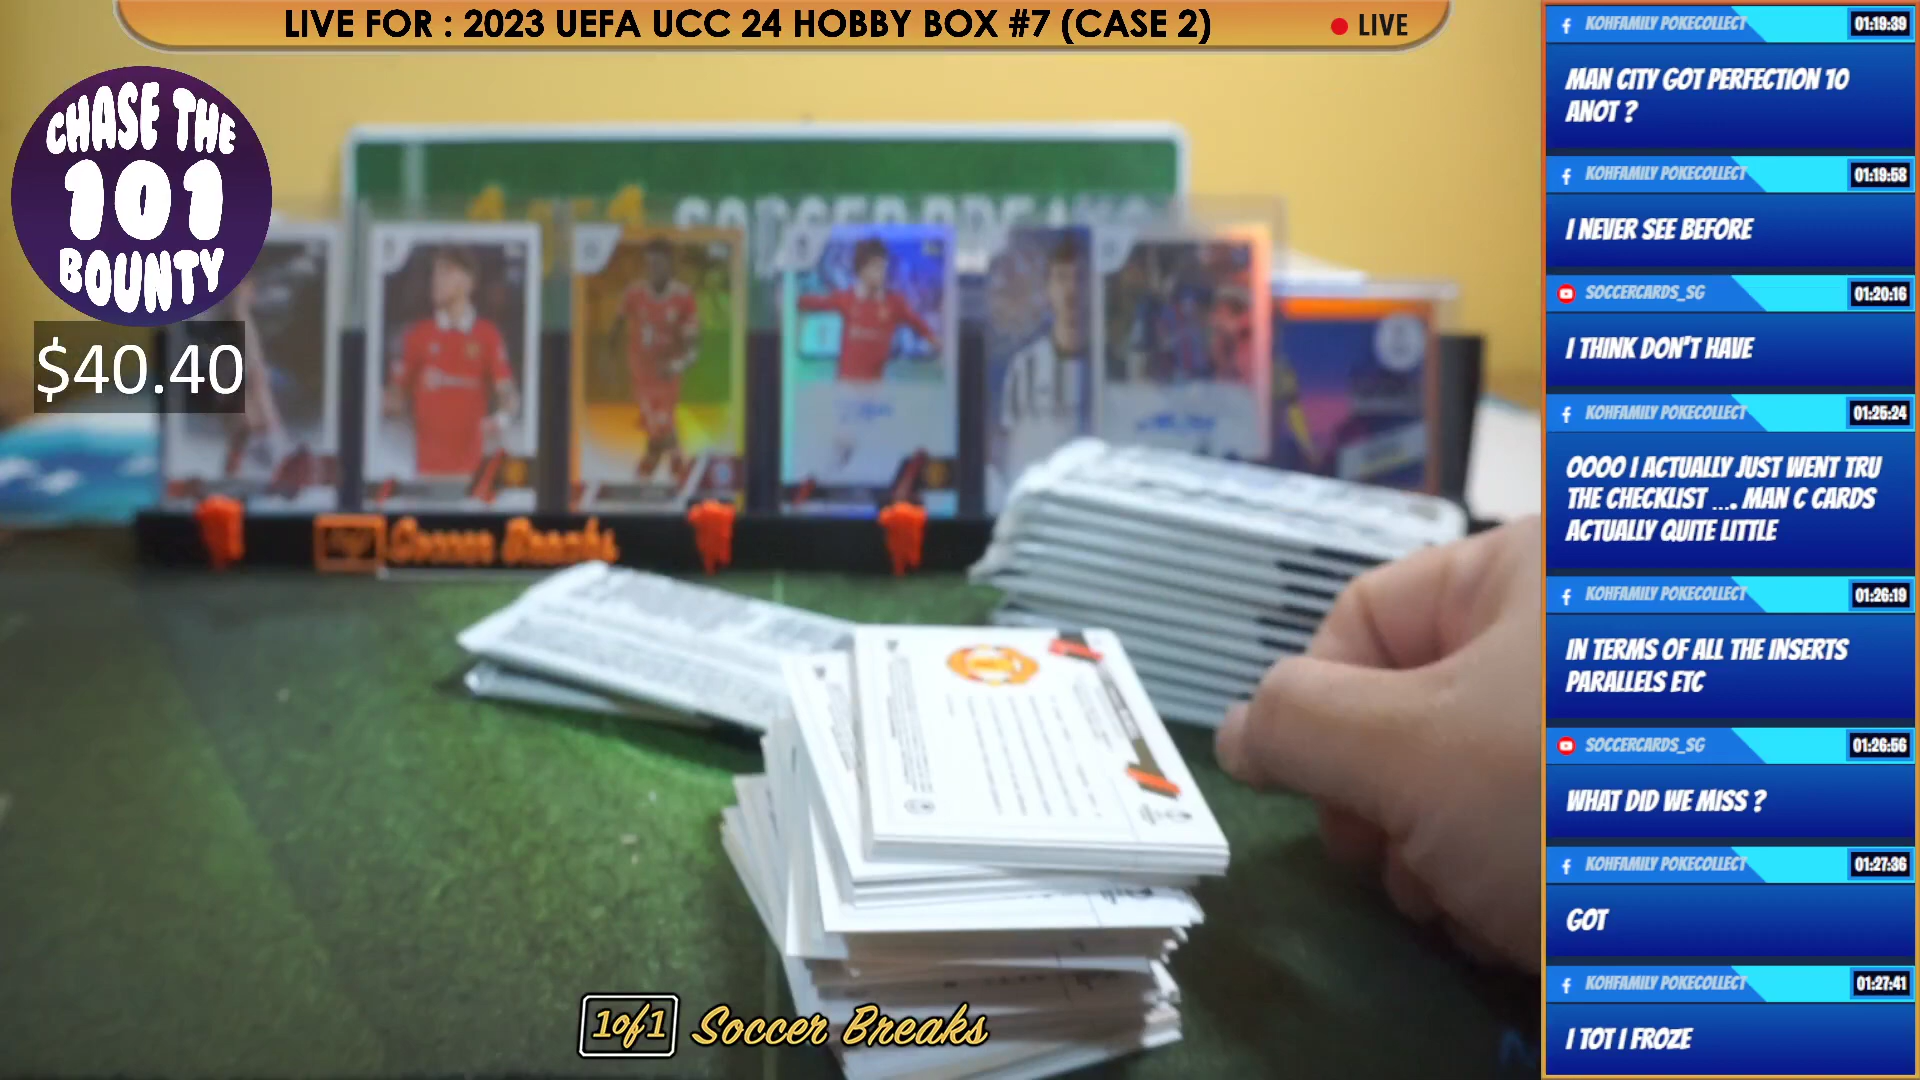 LIVE FOR : 2023 UEFA UCC 24 HOBBY BOX #7 (CASE 2)
LIVE
CHASE THE
101
BOUNTY
$40.40
Soccer Breaks
1of1 Soccer Breaks
KOHFAMILY POKECOLLECT 01:19:39
MAN CITY GOT PERFECTION 10
ANOT ?
KOHFAMILY POKECOLLECT 01:19:58
I NEVER SEE BEFORE
SOCCERCARDS_SG 01:20:16
I THINK DON'T HAVE
KOHFAMILY POKECOLLECT 01:25:24
OOOO I ACTUALLY JUST WENT TRU
THE CHECKLIST .... MAN C CARDS
ACTUALLY QUITE LITTLE
KOHFAMILY POKECOLLECT 01:26:19
IN TERMS OF ALL THE INSERTS
PARALLELS ETC
SOCCERCARDS_SG 01:26:56
WHAT DID WE MISS ?
KOHFAMILY POKECOLLECT 01:27:36
GOT
KOHFAMILY POKECOLLECT 01:27:41
I TOT I FROZE